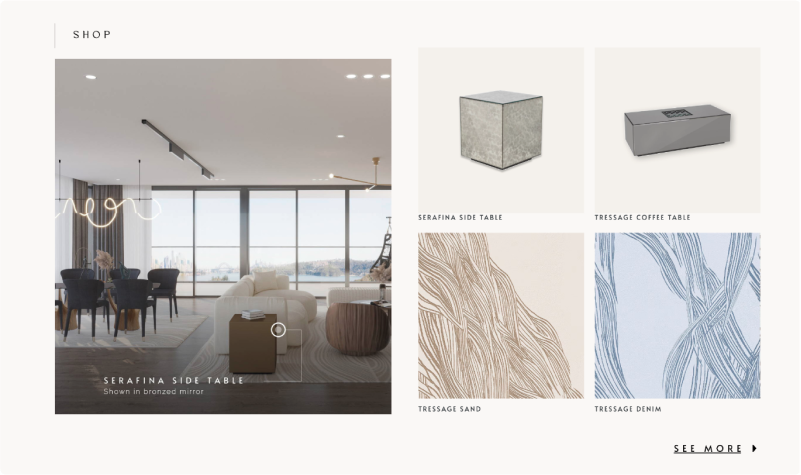 SHOP
SERAFINA SIDE TABLE
Shown in bronzed mirror
SERAFINA SIDE TABLE
TRESSAGE COFFEE TABLE
TRESSAGE SAND
TRESSAGE DENIM
SEE MORE